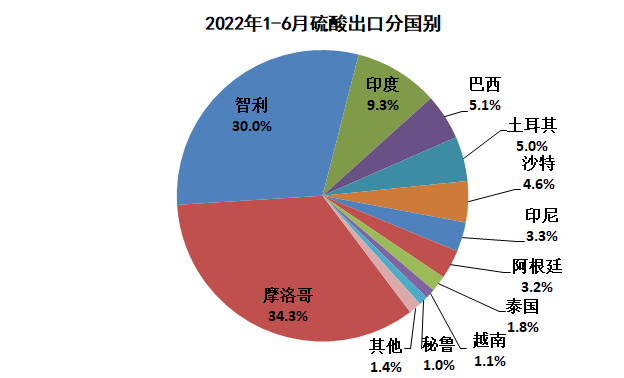 2022年1-6月硫酸出口分国别
智利
30.0%
印度
9.3%
巴西
5.1%
土耳其
5.0%
沙特
4.6%
印尼
3.3%
阿根廷
3.2%
泰国
1.8%
越南
1.1%
秘鲁
1.0%
其他
1.4%
摩洛哥
34.3%